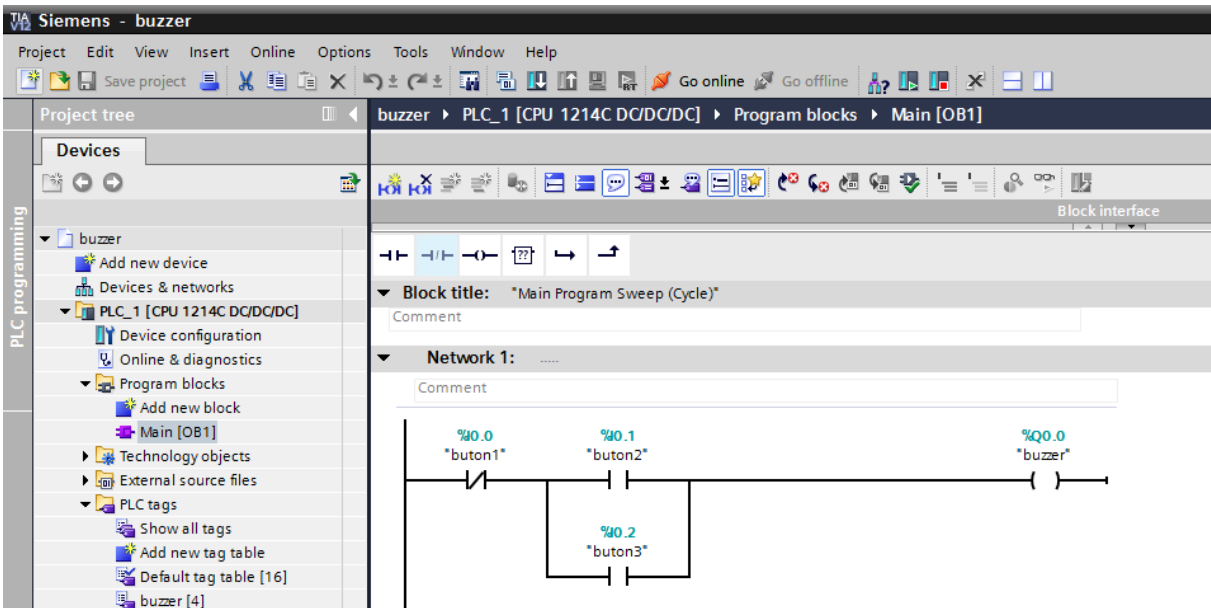 TIA V12 Siemens - buzzer
Project Edit View Insert Online Options Tools Window Help
Save project Go online Go offline
Project tree
buzzer PLC_1 [CPU 1214C DC/DC/DC] Program blocks Main [OB1]
Devices
PLC programming
Block interface
buzzer
Add new device
Devices & networks
PLC_1 [CPU 1214C DC/DC/DC]
Device configuration
Online & diagnostics
Program blocks
Add new block
Main [OB1]
Technology objects
External source files
PLC tags
Show all tags
Add new tag table
Default tag table [16]
buzzer [4]
??
Block title: "Main Program Sweep (Cycle)"
Comment
Network 1: .....
Comment
%I0.0 %I0.1 %Q0.0
"buton1" "buton2" "buzzer"
%I0.2
"buton3"